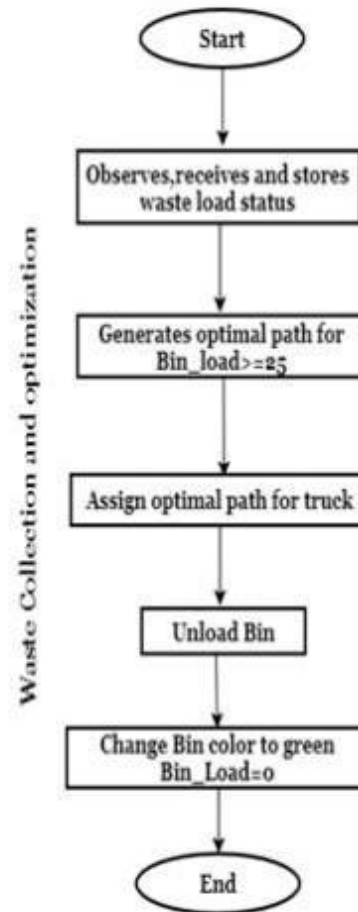 Start
Observes,receives and stores
waste load status
Generates optimal path for
Bin_load>=25
Assign optimal path for truck
Unload Bin
Change Bin color to green
Bin_Load=0
End
Waste Collection and optimization